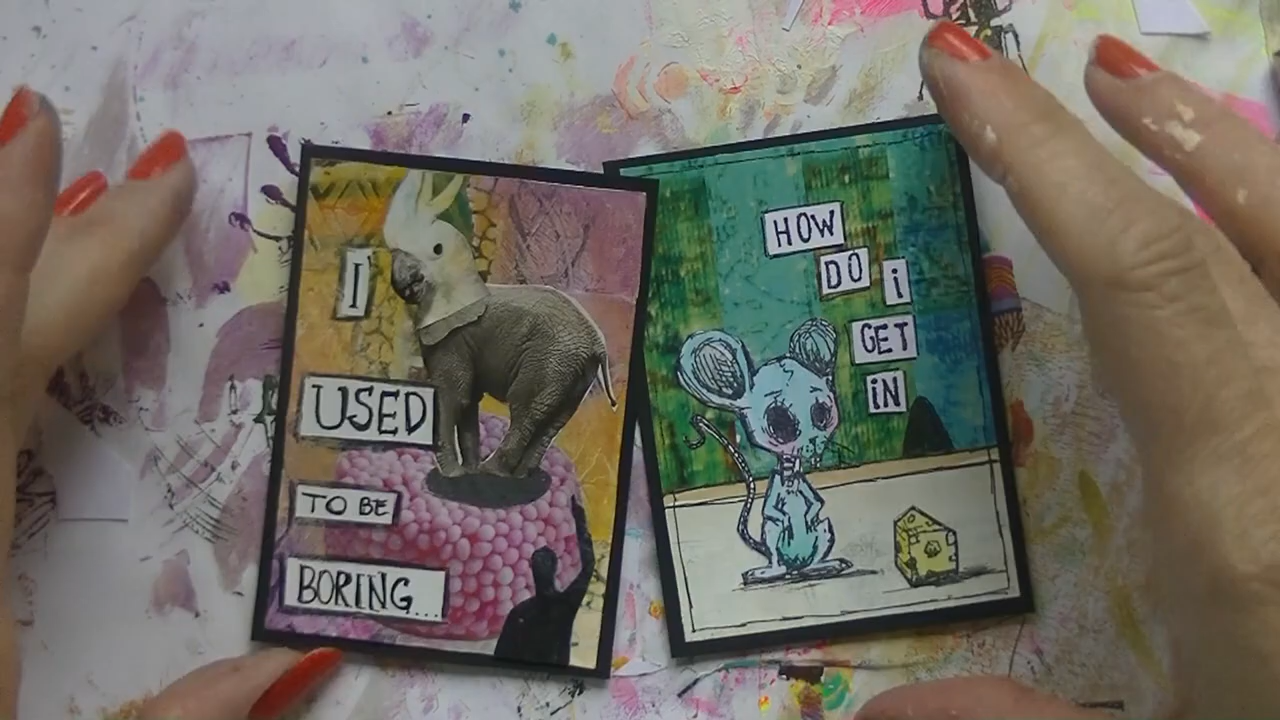 I
USED
TO BE
BORING...
HOW
DO i
GET
iN